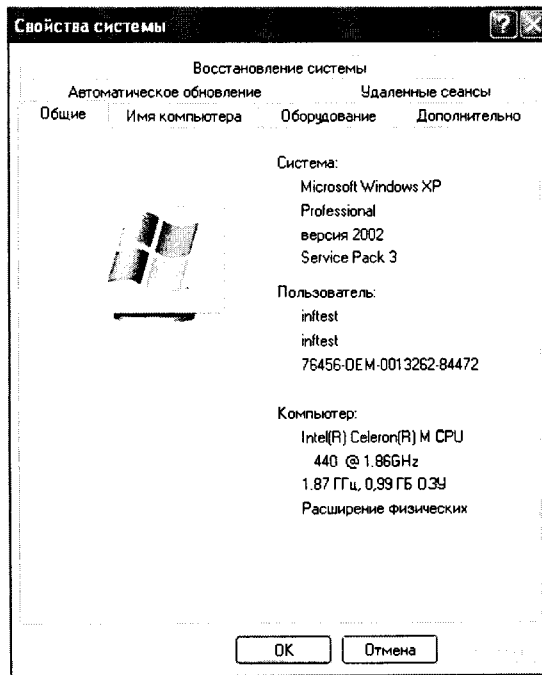 Свойства системы
Восстановление системы
Автоматическое обновление Удаленные сеансы
Общие Имя компьютера Оборудование Дополнительно
Система:
Microsoft Windows XP
Professional
версия 2002
Service Pack 3
Пользователь:
inftest
inftest
76456-OEM-0013262-84472
Компьютер:
Intel(R) Celeron(R) M CPU
440 @ 1.86GHz
1.87 ГГц, 0,99 ГБ ОЗУ
Расширение физических
OK Отмена